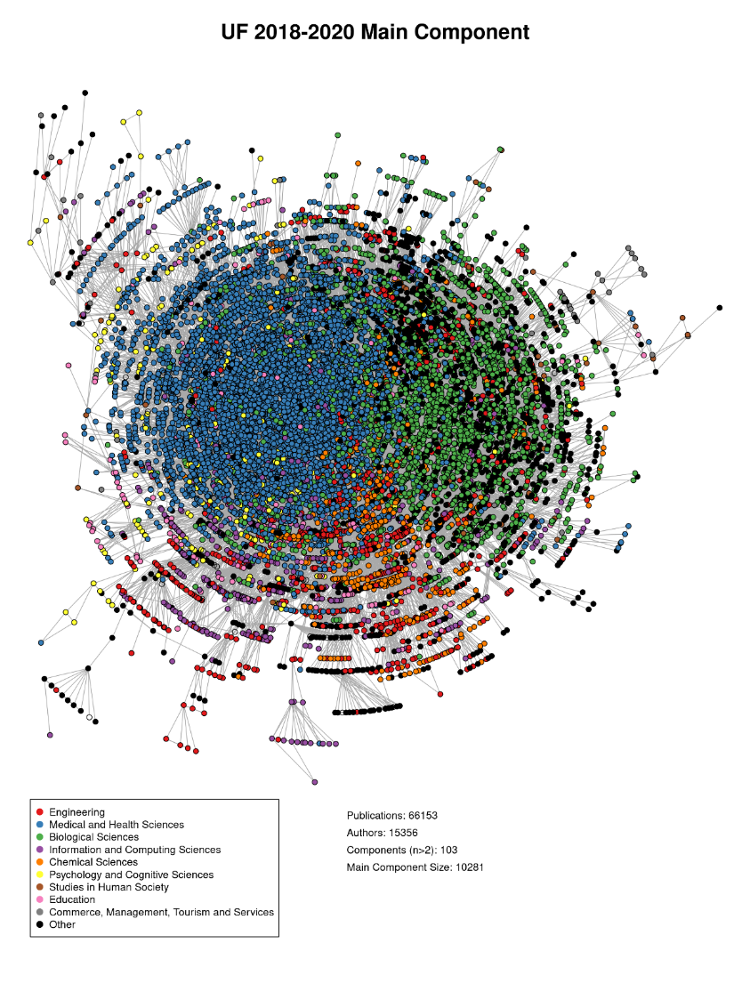 UF 2018-2020 Main Component
Engineering
Medical and Health Sciences
Biological Sciences
Information and Computing Sciences
Chemical Sciences
Psychology and Cognitive Sciences
Studies in Human Society
Education
Commerce, Management, Tourism and Services
Other
Publications: 66153
Authors: 15356
Components (n>2): 103
Main Component Size: 10281